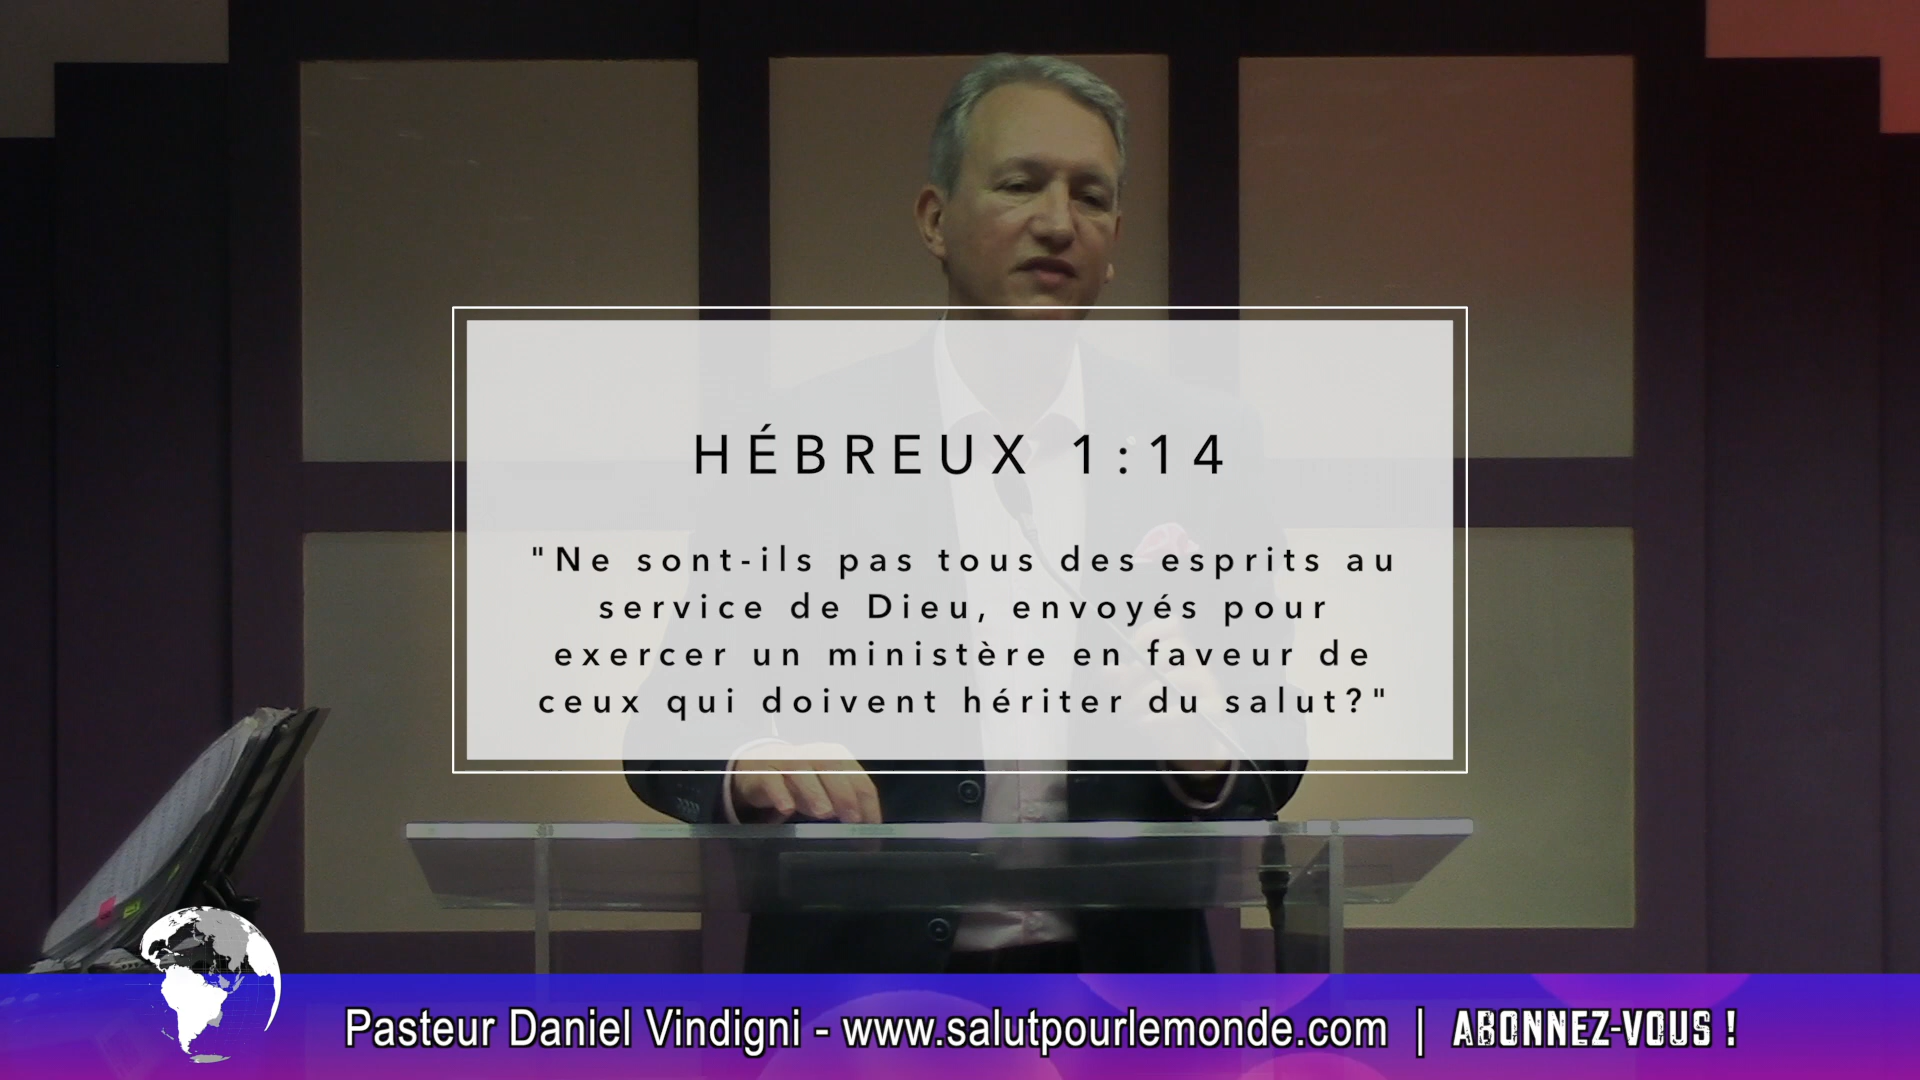 HÉBREUX 1:14
"Ne sont-ils pas tous des esprits au
service de Dieu, envoyés pour
exercer un ministère en faveur de
ceux qui doivent hériter du salut?"
Pasteur Daniel Vindigni - www.salutpourlemonde.com | ABONNEZ-VOUS !